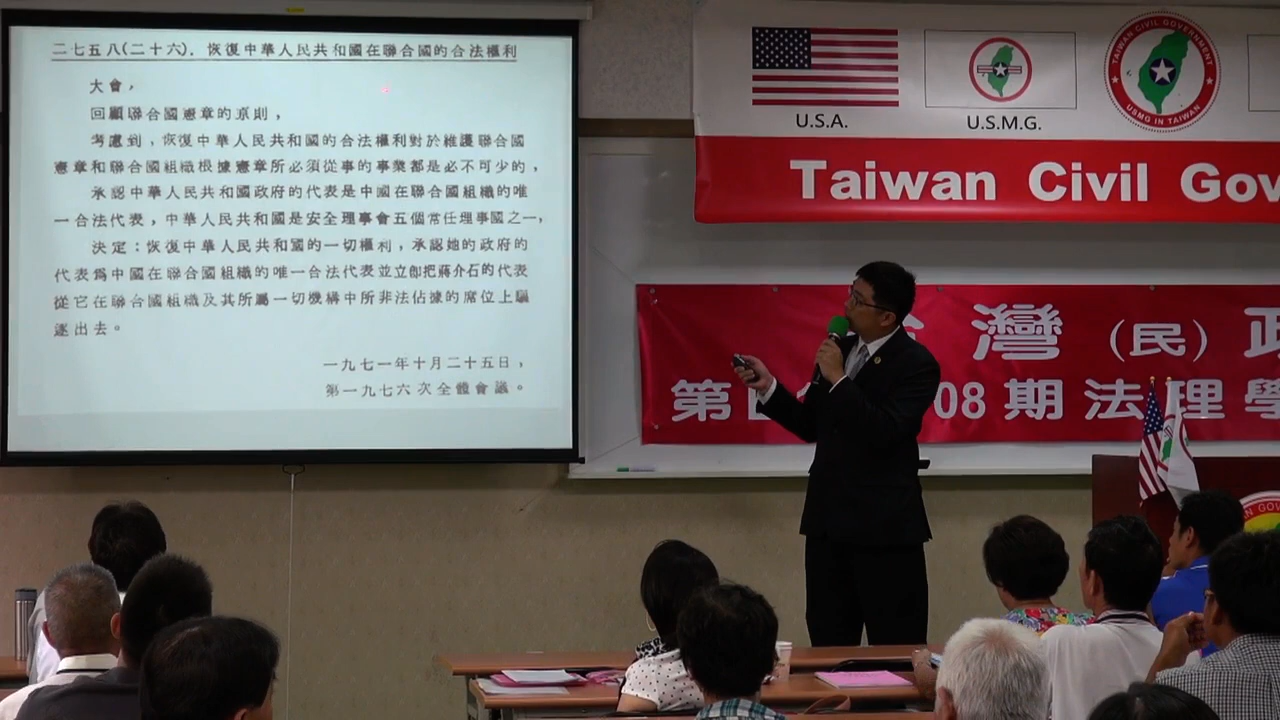 二七五八(二十六)．恢復中華人民共和國在聯合國的合法權利
大會，
回顧聯合國憲章的原則，
考慮到，恢復中華人民共和國的合法權利對於維護聯合國
憲章和聯合國組織根據憲章所必須從事的事業都是必不可少的，
承認中華人民共和國政府的代表是中國在聯合國組織的唯
一合法代表，中華人民共和國是安全理事會五個常任理事國之一，
決定：恢復中華人民共和國的一切權利，承認她的政府的
代表為中國在聯合國組織的唯一合法代表並立即把蔣介石的代表
從它在聯合國組織及其所屬一切機構中所非法佔據的席位上驅
逐出去。
一九七一年十月二十五日，
第一九七六次全體會議。
U.S.A.
U.S.M.G.
TAIWAN CIVIL GOVERNMENT
USMG IN TAIWAN
Taiwan Civil Gov
灣(民)政
第
08期法理學
AN GOV